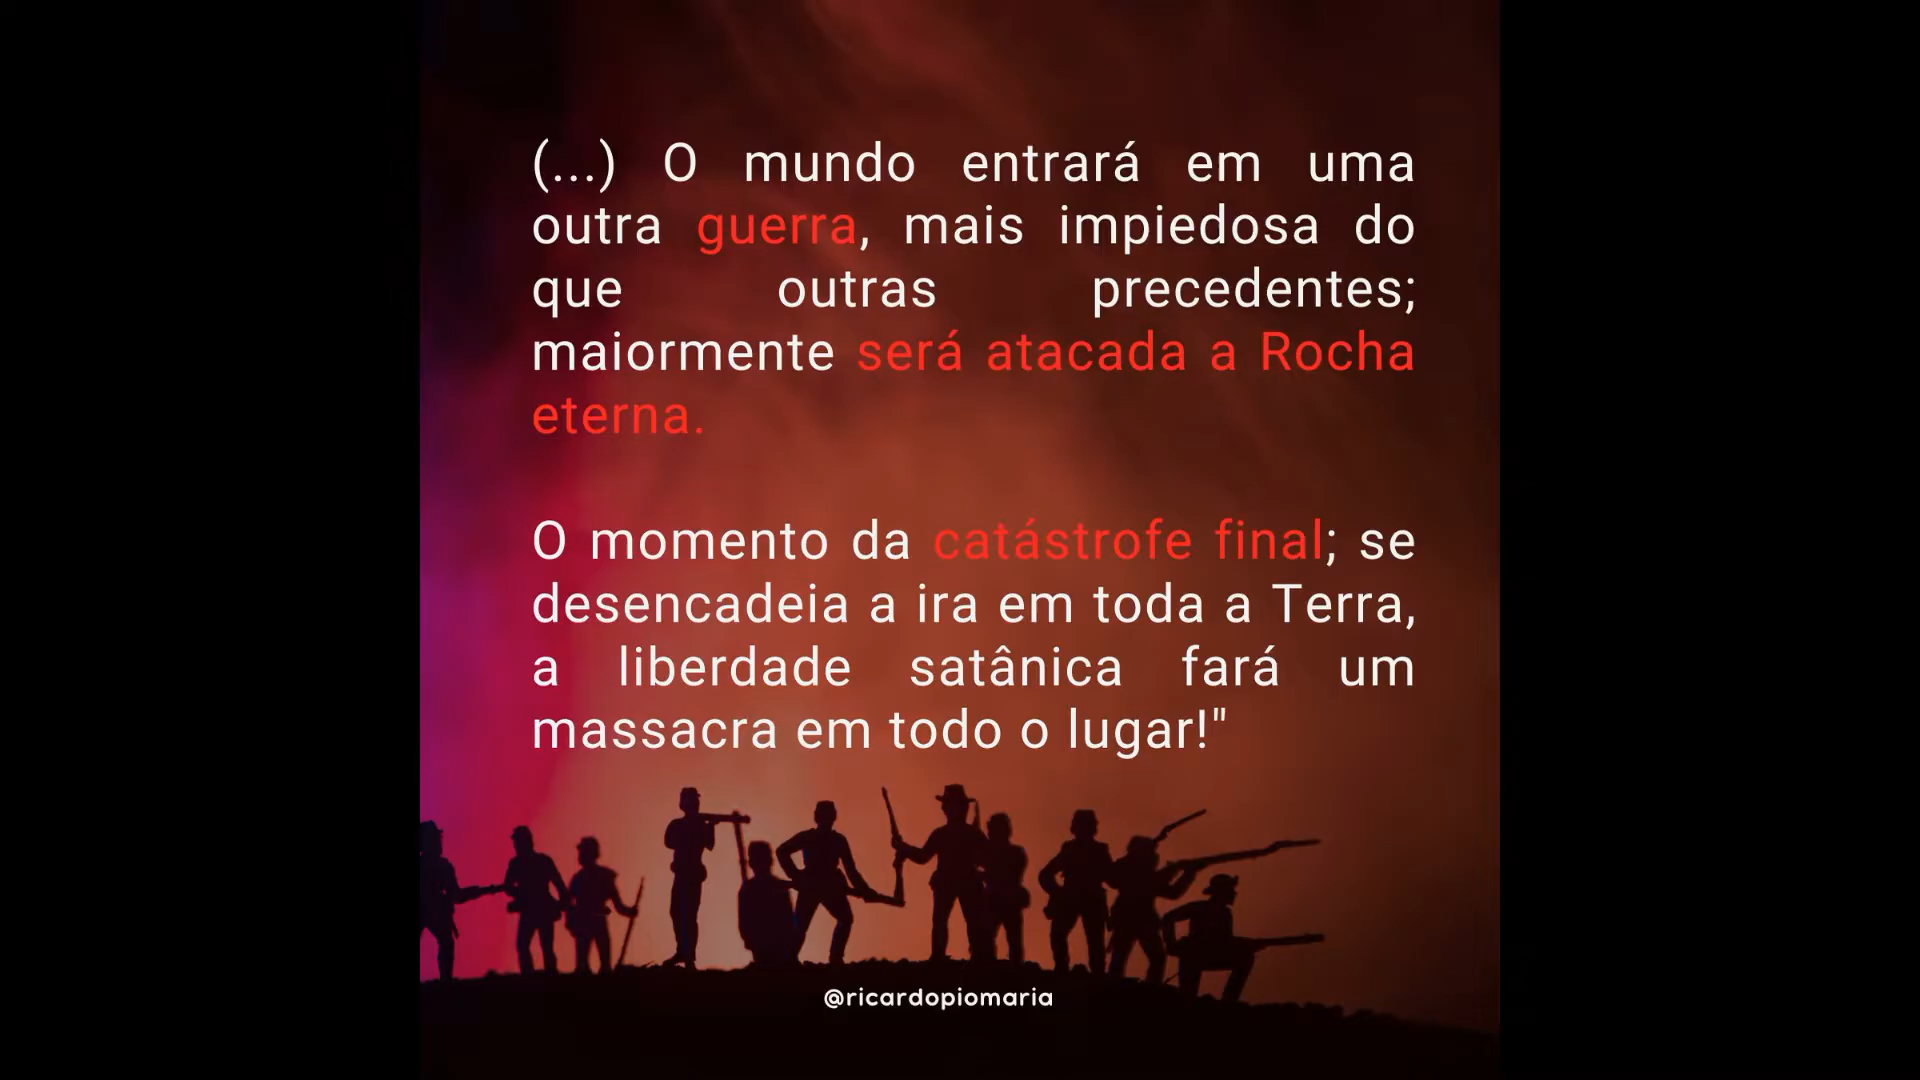 (...) O mundo entrará em uma
outra guerra, mais impiedosa do
que outras precedentes;
maiormente será atacada a Rocha
eterna.
O momento da catástrofe final; se
desencadeia a ira em toda a Terra,
a liberdade satânica fará um
massacra em todo o lugar!"
@ricardopiomaria